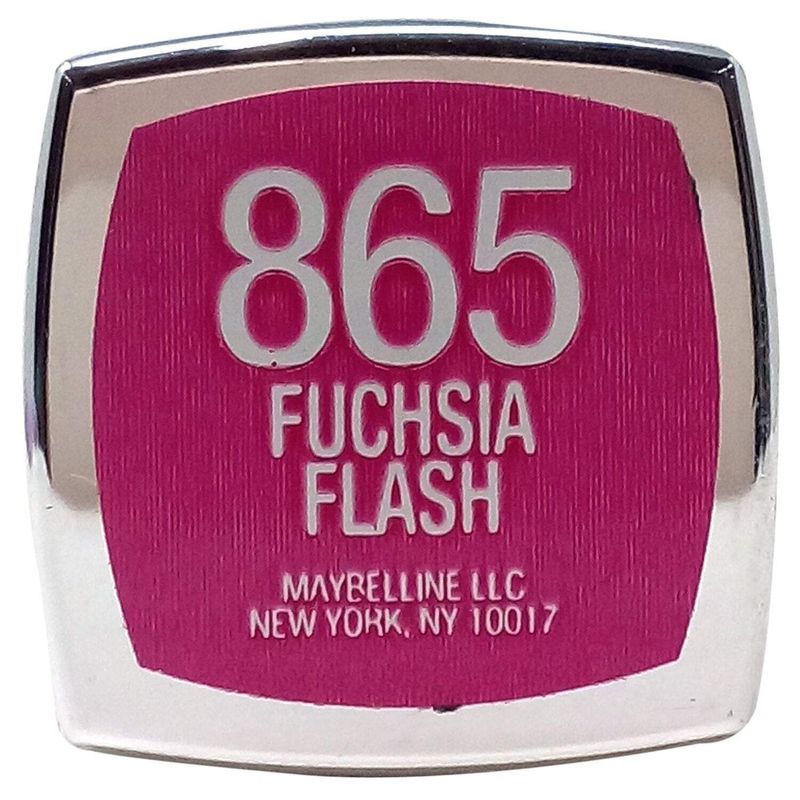 865
FUCHSIA
FLASH
MAYBELLINE LLC
NEW YORK, NY 10017